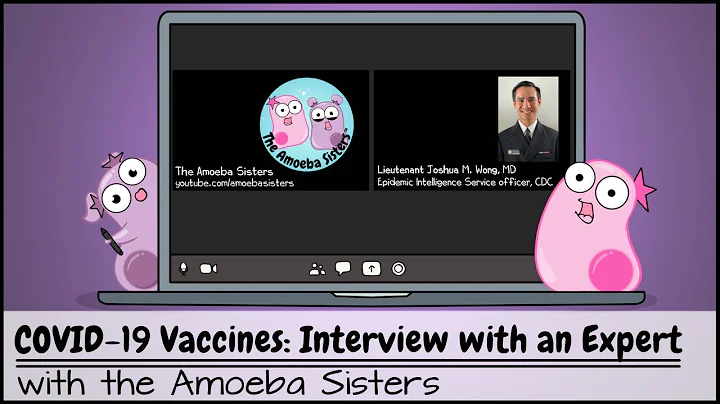 The Amoeba Sisters
The Amoeba Sisters
youtube.com/amoebasisters
Lieutenant Joshua M. Wong, MD
Epidemic Intelligence Service officer, CDC
COVID-19 Vaccines: Interview with an Expert
with the Amoeba Sisters